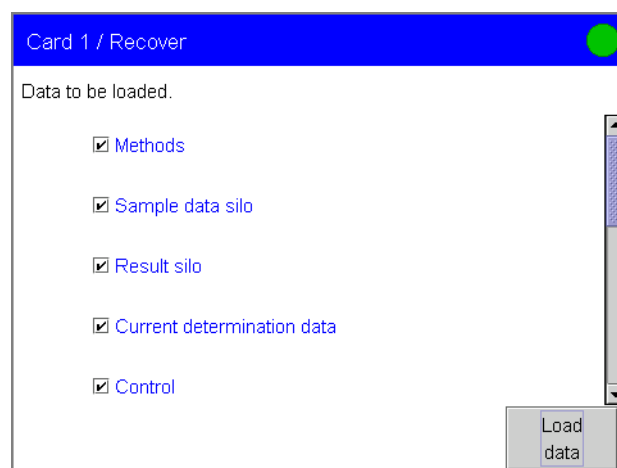 Card 1 / Recover
Data to be loaded.
Methods
Sample data silo
Result silo
Current determination data
Control
Load
data